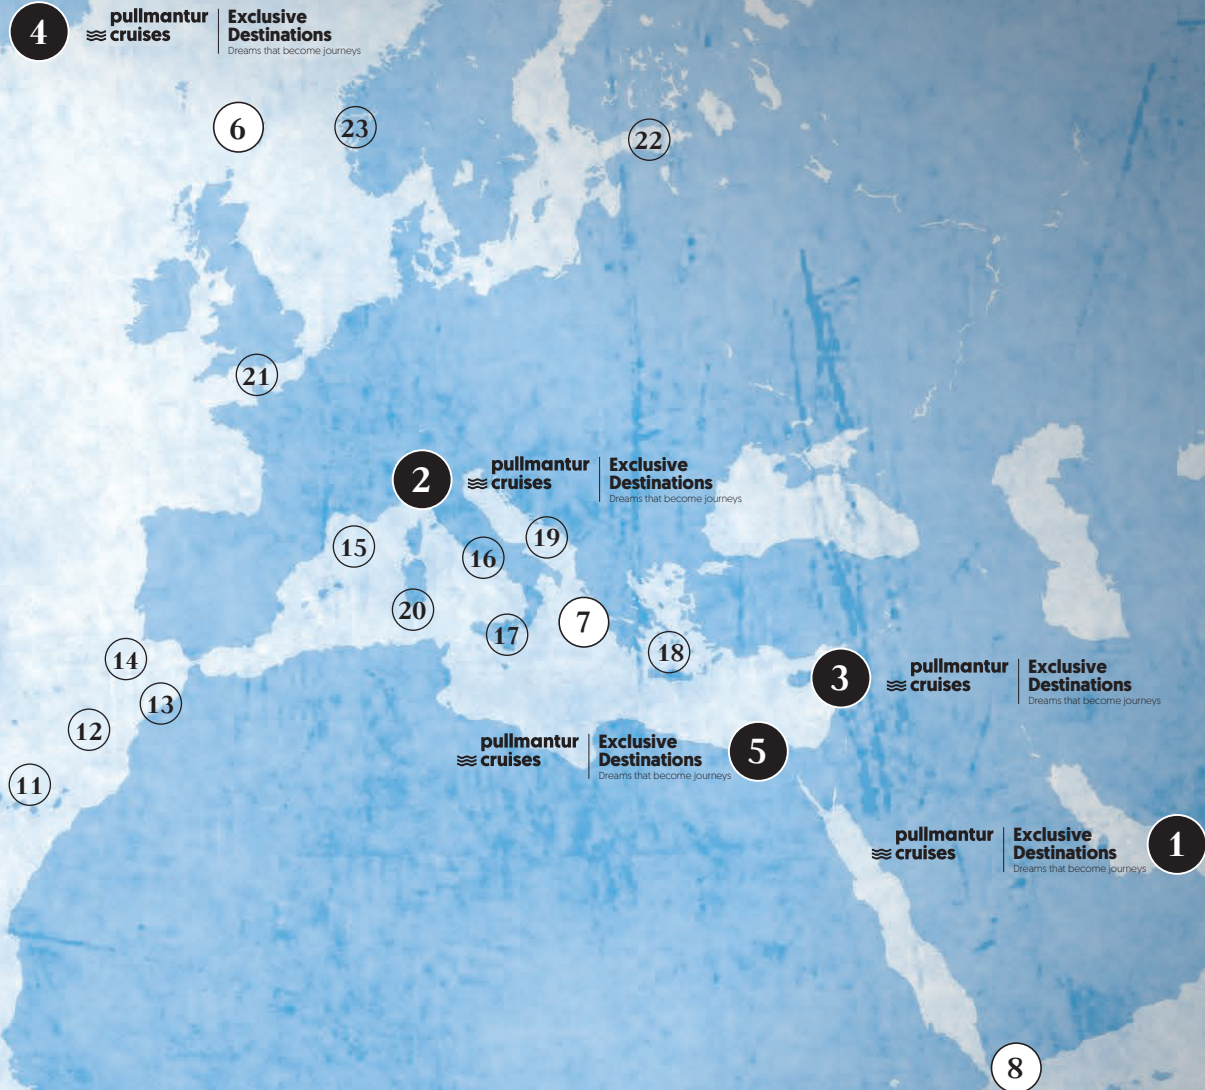 4
pullmantur cruises
Exclusive Destinations
Dreams that become journeys
6
23
22
21
2
pullmantur cruises
Exclusive Destinations
Dreams that become journeys
15
16
19
20
17
7
18
14
13
12
11
3
pullmantur cruises
Exclusive Destinations
Dreams that become journeys
pullmantur cruises
Exclusive Destinations
Dreams that become journeys
5
pullmantur cruises
Exclusive Destinations
Dreams that become journeys
1
8